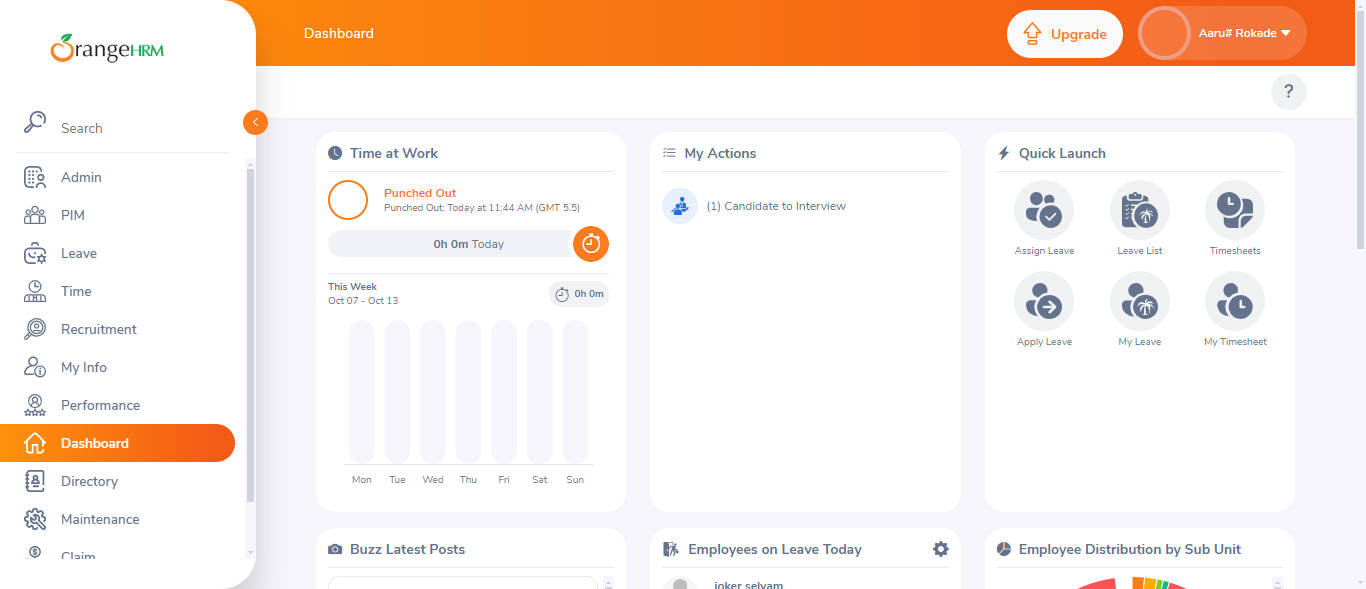 OrangeHRM
Search
Admin
PIM
Leave
Time
Recruitment
My Info
Performance
Dashboard
Directory
Maintenance
Claim
Dashboard
Upgrade
Aaru# Rokade
?
Time at Work
Punched Out
Punched Out: Today at 11:44 AM (GMT 5.5)
0h 0m Today
This Week
Oct 07 - Oct 13
0h 0m
Mon Tue Wed Thu Fri Sat Sun
My Actions
(1) Candidate to Interview
Quick Launch
Assign Leave Leave List Timesheets
Apply Leave My Leave My Timesheet
Buzz Latest Posts
Employees on Leave Today
joker selvam
Employee Distribution by Sub Unit